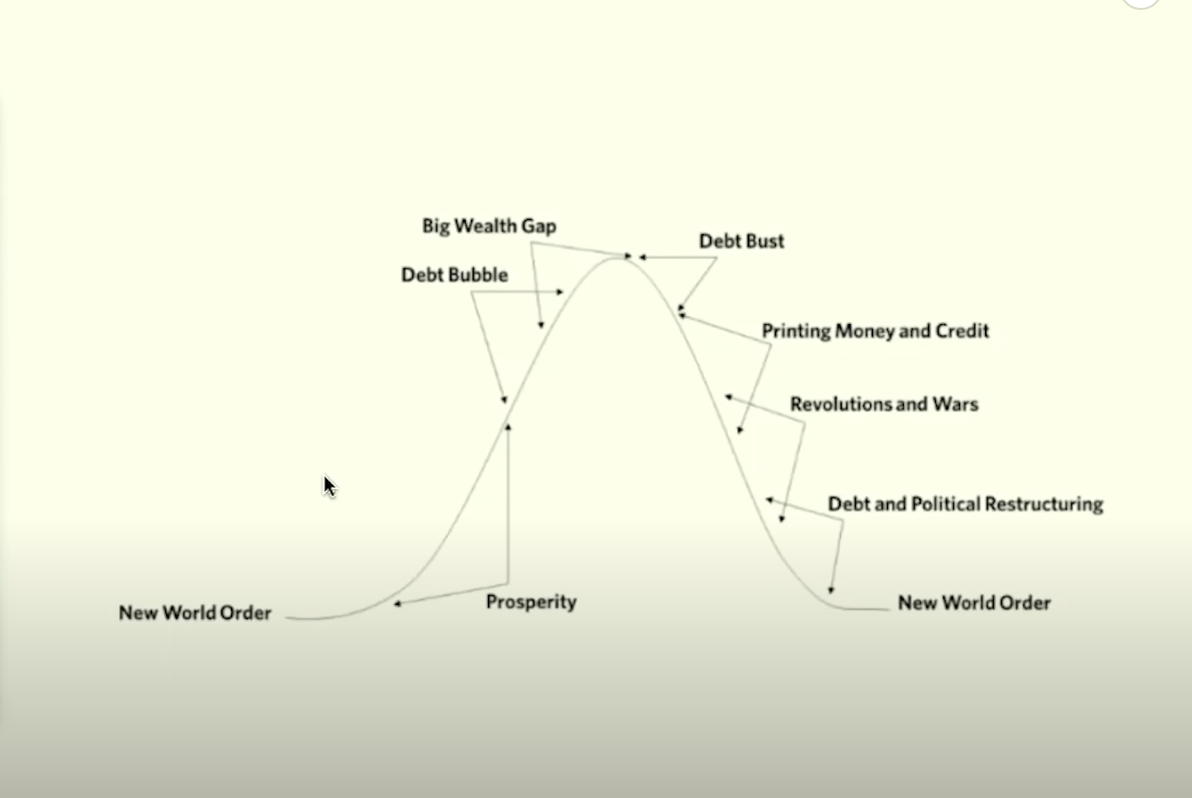 Big Wealth Gap
Debt Bust
Debt Bubble
Printing Money and Credit
Revolutions and Wars
Debt and Political Restructuring
New World Order
Prosperity
New World Order